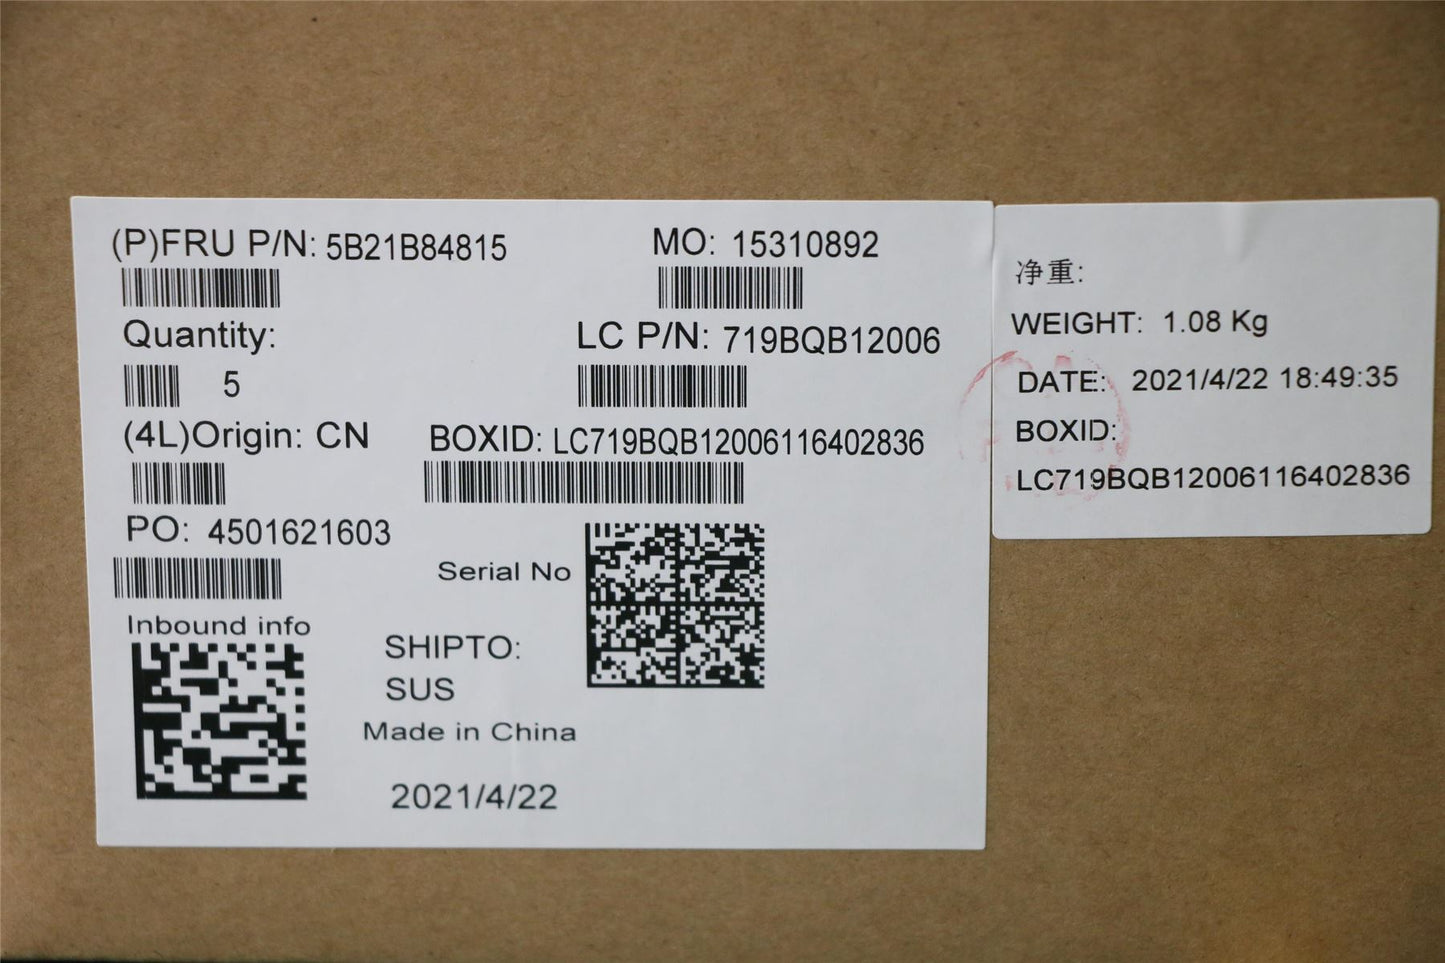 (P)FRU P/N: 5B21B84815
MO: 15310892
Quantity:
5
LC P/N: 719BQB12006
(4L)Origin: CN
BOXID: LC719BQB12006116402836
PO: 4501621603
Serial No
Inbound info
SHIPTO:
SUS
Made in China
2021/4/22
净重:
WEIGHT: 1.08 Kg
DATE: 2021/4/22 18:49:35
BOXID:
LC719BQB12006116402836